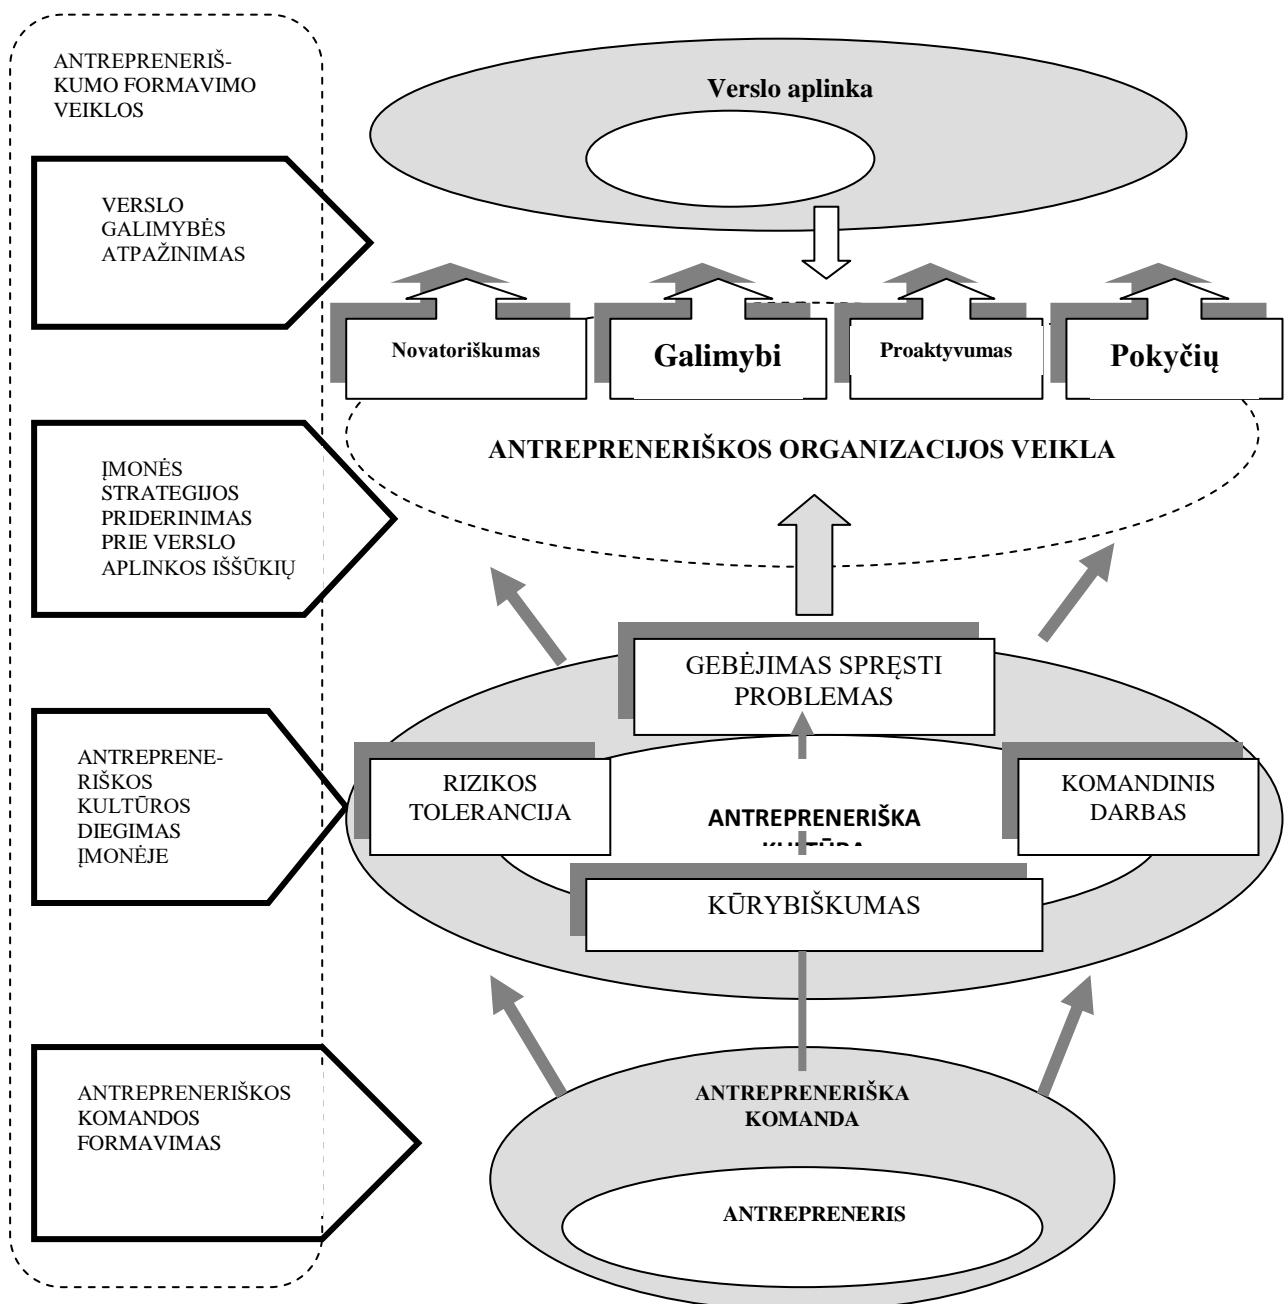 ANTREPRENERIŠ-
KUMO FORMAVIMO
VEIKLOS
VERSLO
GALIMYBĖS
ATPAŽINIMAS
ĮMONĖS
STRATEGIJOS
PRIDERINIMAS
PRIE VERSLO
APLINKOS IŠŠŪKIŲ
ANTREPRENE-
RIŠKOS
KULTŪROS
DIEGIMAS
ĮMONĖJE
ANTREPRENERIŠKOS
KOMANDOS
FORMAVIMAS
Verslo aplinka
Novatoriškumas
Galimybi
Proaktyvumas
Pokyčių
ANTREPRENERIŠKOS ORGANIZACIJOS VEIKLA
GEBĖJIMAS SPRĘSTI
PROBLEMAS
RIZIKOS
TOLERANCIJA
KOMANDINIS
DARBAS
ANTREPRENERIŠKA
KŪRYBIŠKUMAS
ANTREPRENERIŠKA
KOMANDA
ANTREPRENERIS